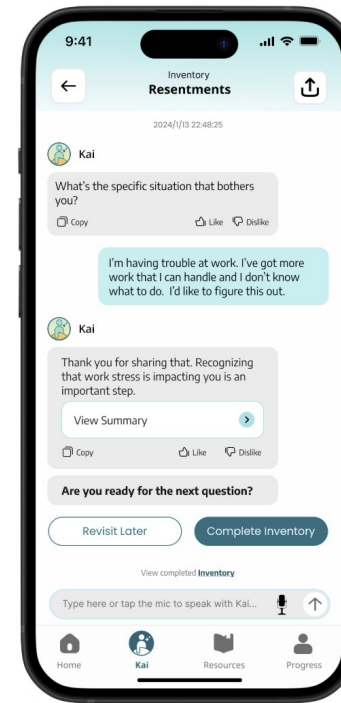 9:41
Inventory
Resentments
2024/1/13 22:48:25
Kai
What's the specific situation that bothers
you?
Copy Like Dislike
I'm having trouble at work. I've got more
work that I can handle and I don't know
what to do. I'd like to figure this out.
Kai
Thank you for sharing that. Recognizing
that work stress is impacting you is an
important step.
View Summary
Copy Like Dislike
Are you ready for the next question?
Revisit Later Complete Inventory
View completed Inventory
Type here or tap the mic to speak with Kai...
Home Kai Resources Progress